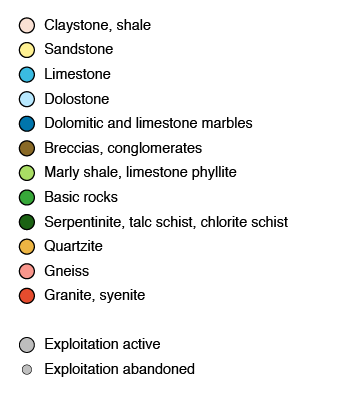 Claystone, shale
Sandstone
Limestone
Dolostone
Dolomitic and limestone marbles
Breccias, conglomerates
Marly shale, limestone phyllite
Basic rocks
Serpentinite, talc schist, chlorite schist
Quartzite
Gneiss
Granite, syenite
Exploitation active
Exploitation abandoned